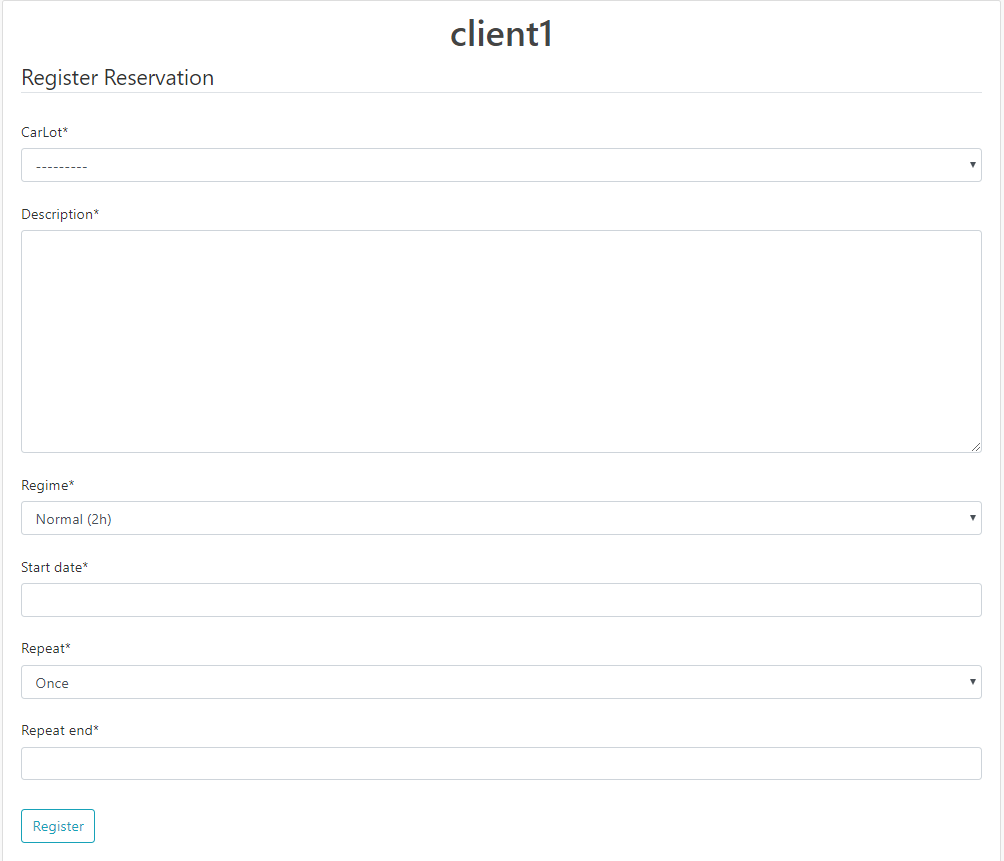 client1
Register Reservation
CarLot*
---------
Description*
Regime*
Normal (2h)
Start date*
Repeat*
Once
Repeat end*
Register